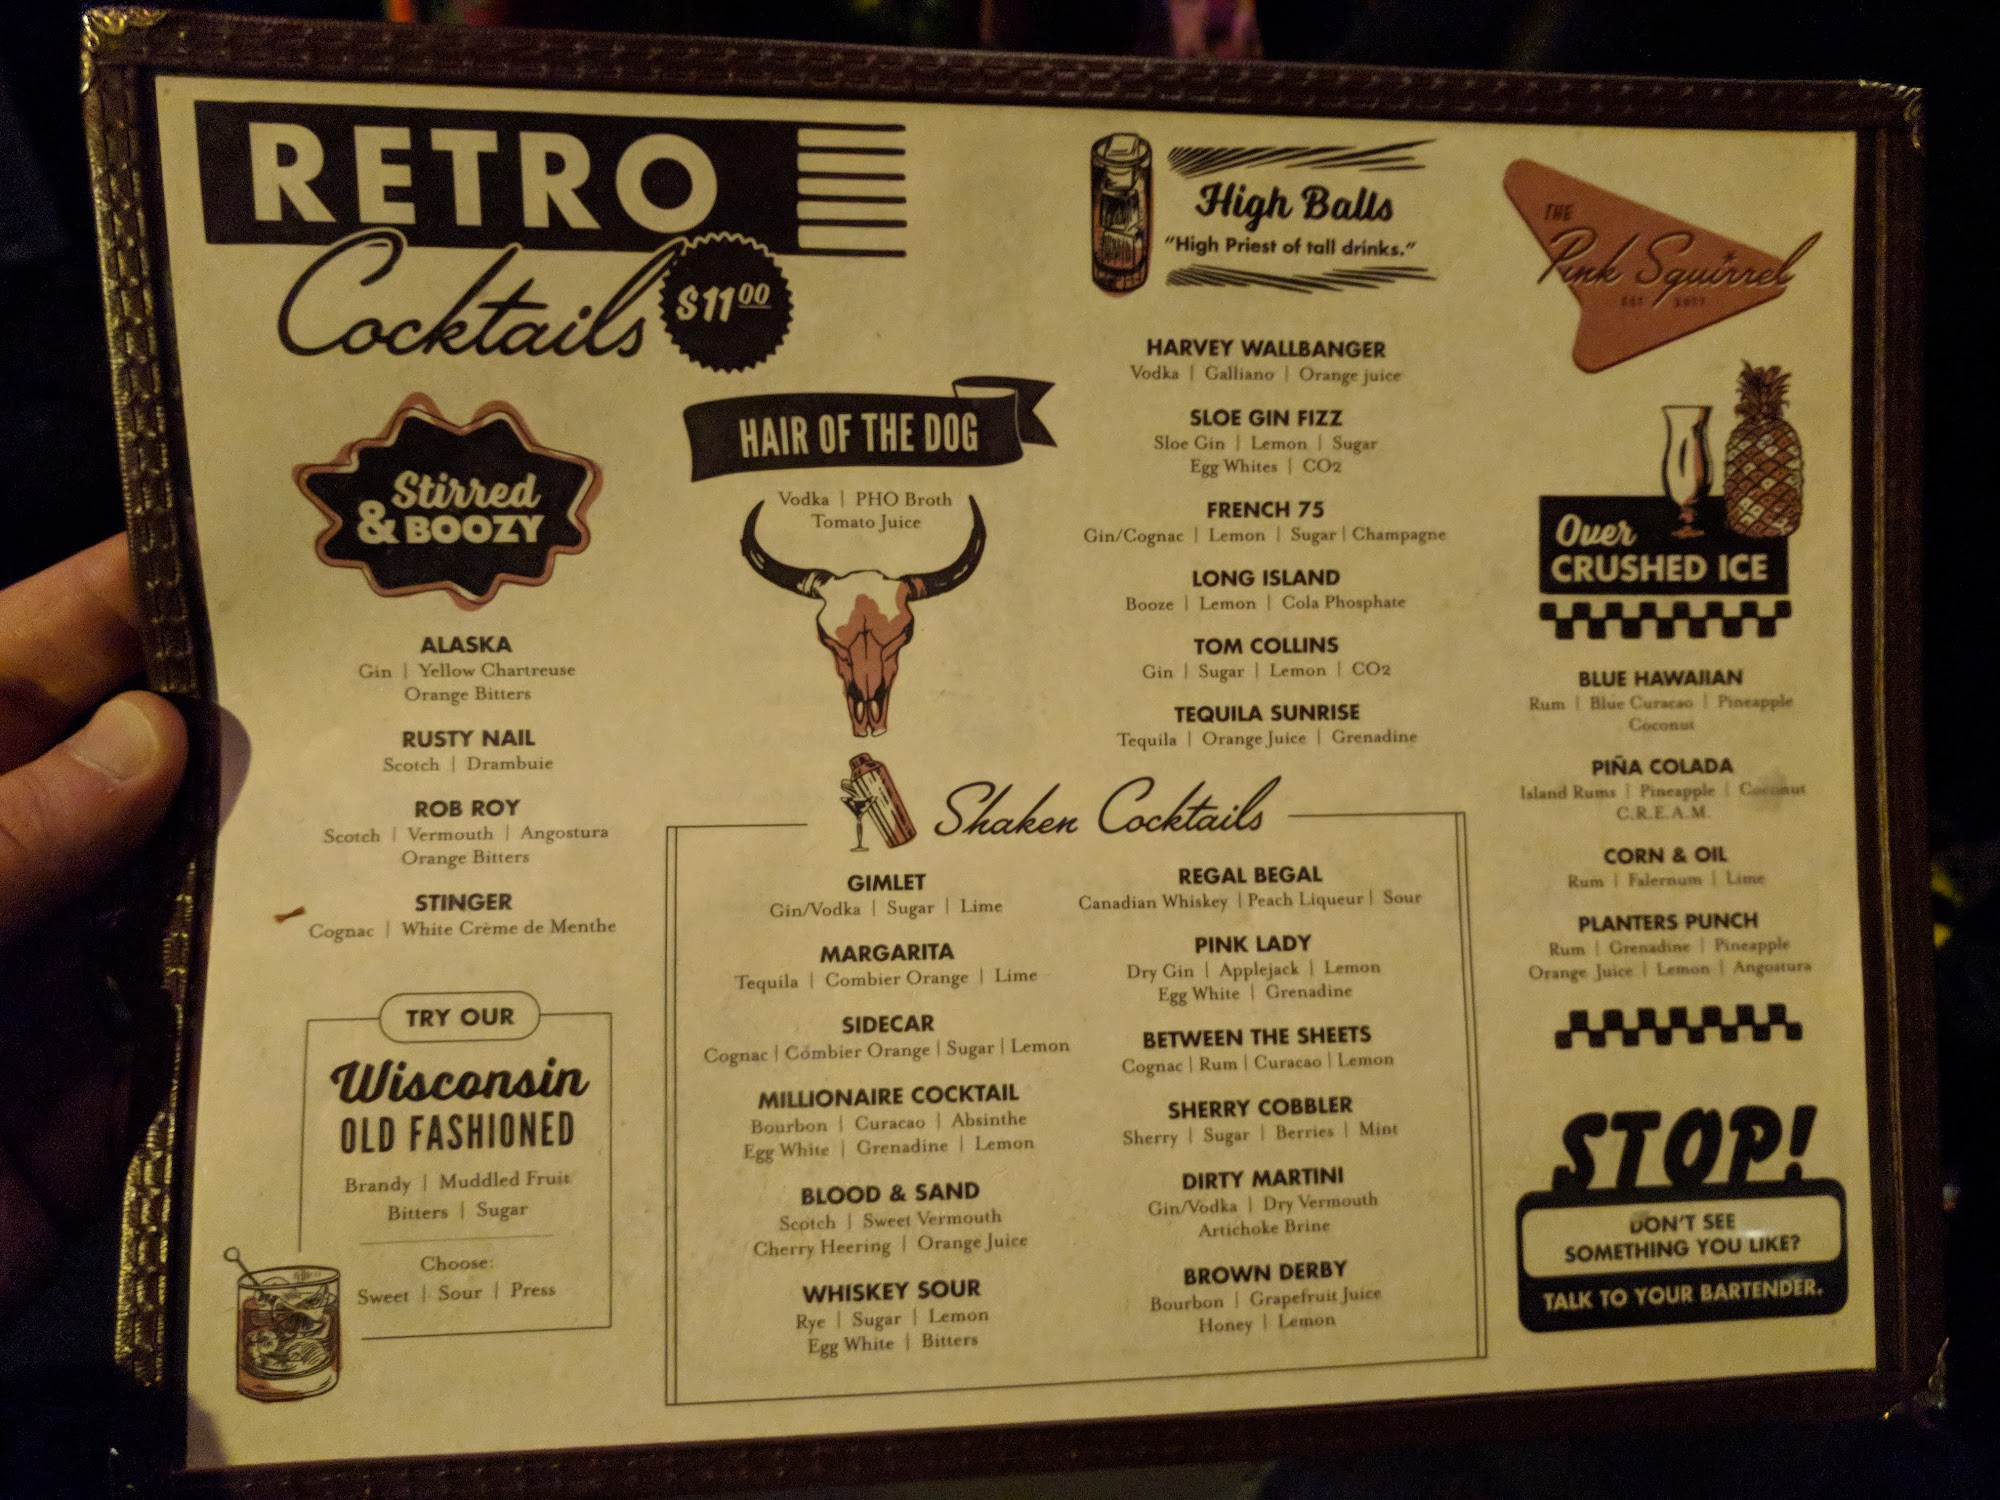 RETRO
Cocktails
$11.00
Stirred
& BOOZY
ALASKA
Gin | Yellow Chartreuse
Orange Bitters
RUSTY NAIL
Scotch | Drambuie
ROB ROY
Scotch | Vermouth | Angostura
Orange Bitters
STINGER
Cognac | White Crème de Menthe
TRY OUR
Wisconsin
OLD FASHIONED
Brandy | Muddled Fruit
Bitters | Sugar
Choose:
Sweet | Sour | Press
HAIR OF THE DOG
Vodka | PHO Broth
Tomato Juice
High Balls
"High Priest of tall drinks."
HARVEY WALLBANGER
Vodka | Galliano | Orange juice
SLOE GIN FIZZ
Sloe Gin | Lemon | Sugar
Egg Whites | CO2
FRENCH 75
Gin/Cognac | Lemon | Sugar | Champagne
LONG ISLAND
Booze | Lemon | Cola Phosphate
TOM COLLINS
Gin | Sugar | Lemon | CO2
TEQUILA SUNRISE
Tequila | Orange Juice | Grenadine
Shaken Cocktails
GIMLET
Gin/Vodka | Sugar | Lime
MARGARITA
Tequila | Combier Orange | Lime
SIDECAR
Cognac | Combier Orange | Sugar | Lemon
MILLIONAIRE COCKTAIL
Bourbon | Curacao | Absinthe
Egg White | Grenadine | Lemon
BLOOD & SAND
Scotch | Sweet Vermouth
Cherry Heering | Orange Juice
WHISKEY SOUR
Rye | Sugar | Lemon
Egg White | Bitters
REGAL BEGAL
Canadian Whiskey | Peach Liqueur | Sour
PINK LADY
Dry Gin | Applejack | Lemon
Egg White | Grenadine
BETWEEN THE SHEETS
Cognac | Rum | Curacao | Lemon
SHERRY COBBLER
Sherry | Sugar | Berries | Mint
DIRTY MARTINI
Gin/Vodka | Dry Vermouth
Artichoke Brine
BROWN DERBY
Bourbon | Grapefruit Juice
Honey | Lemon
THE
Pink Squirrel
EST
Over
CRUSHED ICE
BLUE HAWAIIAN
Rum | Blue Curacao | Pineapple
Coconut
PIÑA COLADA
Island Rums | Pineapple | Coconut
C.R.E.A.M.
CORN & OIL
Rum | Falernum | Lime
PLANTERS PUNCH
Rum | Grenadine | Pineapple
Orange Juice | Lemon | Angostura
STOP!
DON'T SEE
SOMETHING YOU LIKE?
TALK TO YOUR BARTENDER.